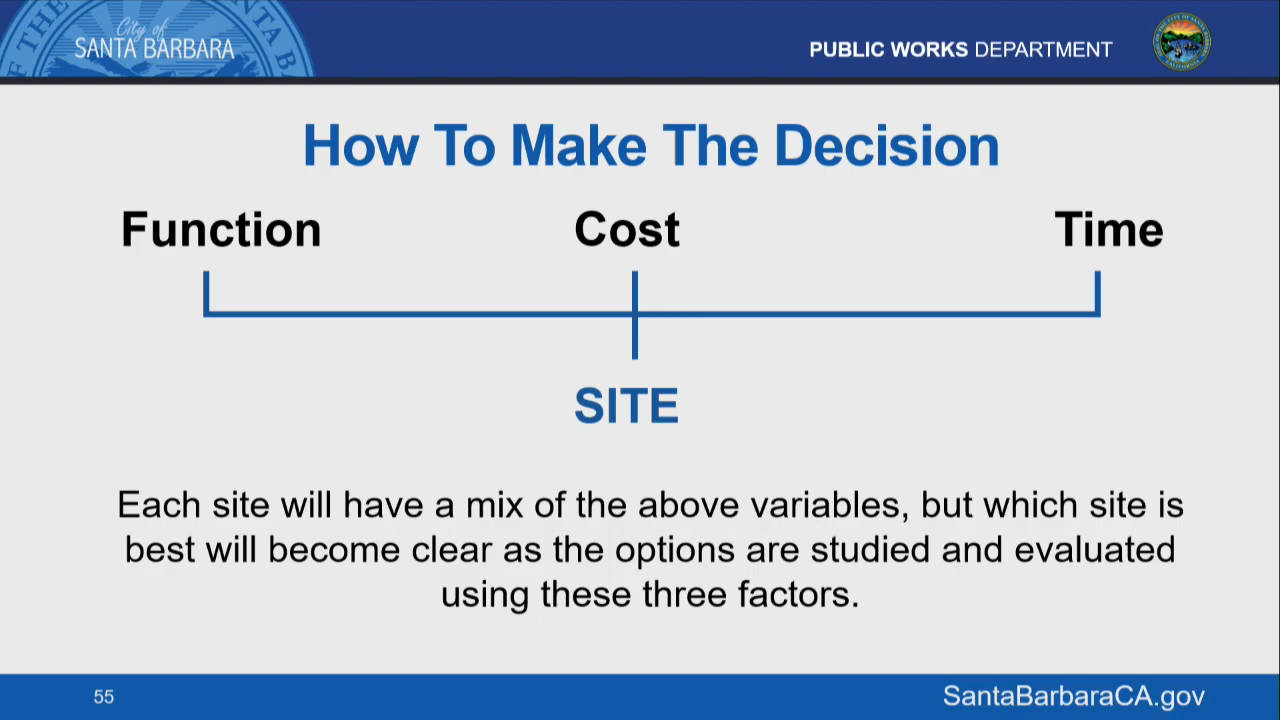 City of
SANTA BARBARA
PUBLIC WORKS DEPARTMENT
How To Make The Decision
Function Cost Time
SITE
Each site will have a mix of the above variables, but which site is
best will become clear as the options are studied and evaluated
using these three factors.
55
SantaBarbaraCA.gov